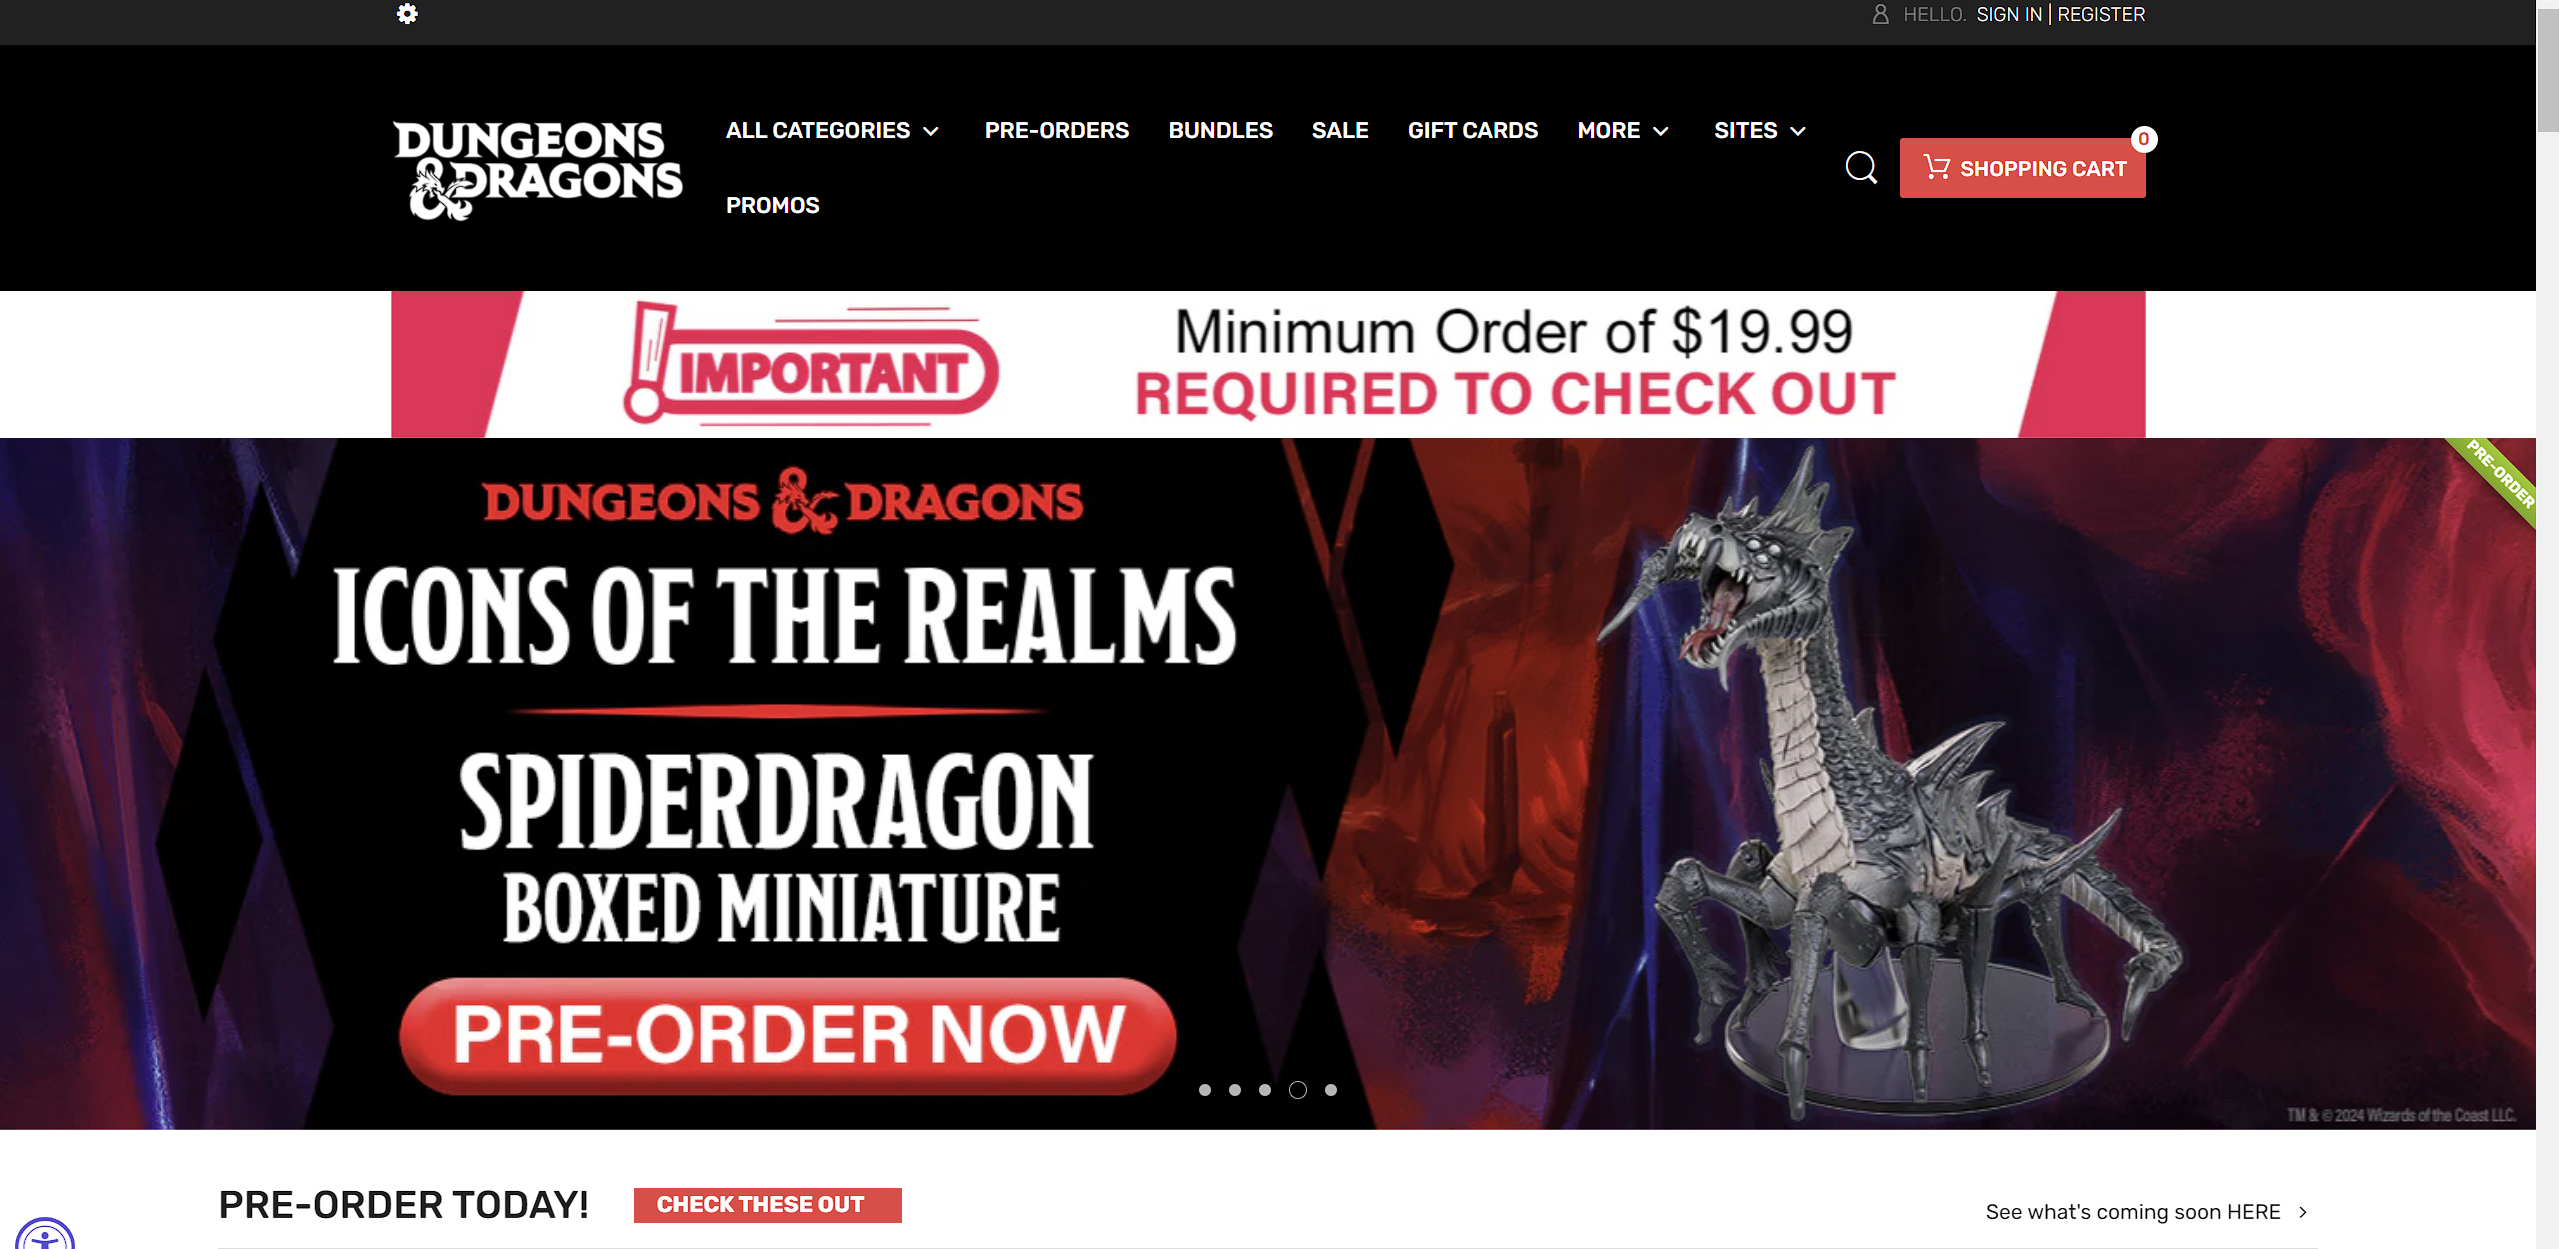 HELLO. SIGN IN | REGISTER
DUNGEONS
& DRAGONS
ALL CATEGORIES
PRE-ORDERS
BUNDLES
SALE
GIFT CARDS
MORE
SITES
PROMOS
0
SHOPPING CART
IMPORTANT
Minimum Order of $19.99
REQUIRED TO CHECK OUT
PRE-ORDER
DUNGEONS & DRAGONS
ICONS OF THE REALMS
SPIDERDRAGON
BOXED MINIATURE
PRE-ORDER NOW
TM & © 2024 Wizards of the Coast LLC.
PRE-ORDER TODAY!
CHECK THESE OUT
See what's coming soon HERE